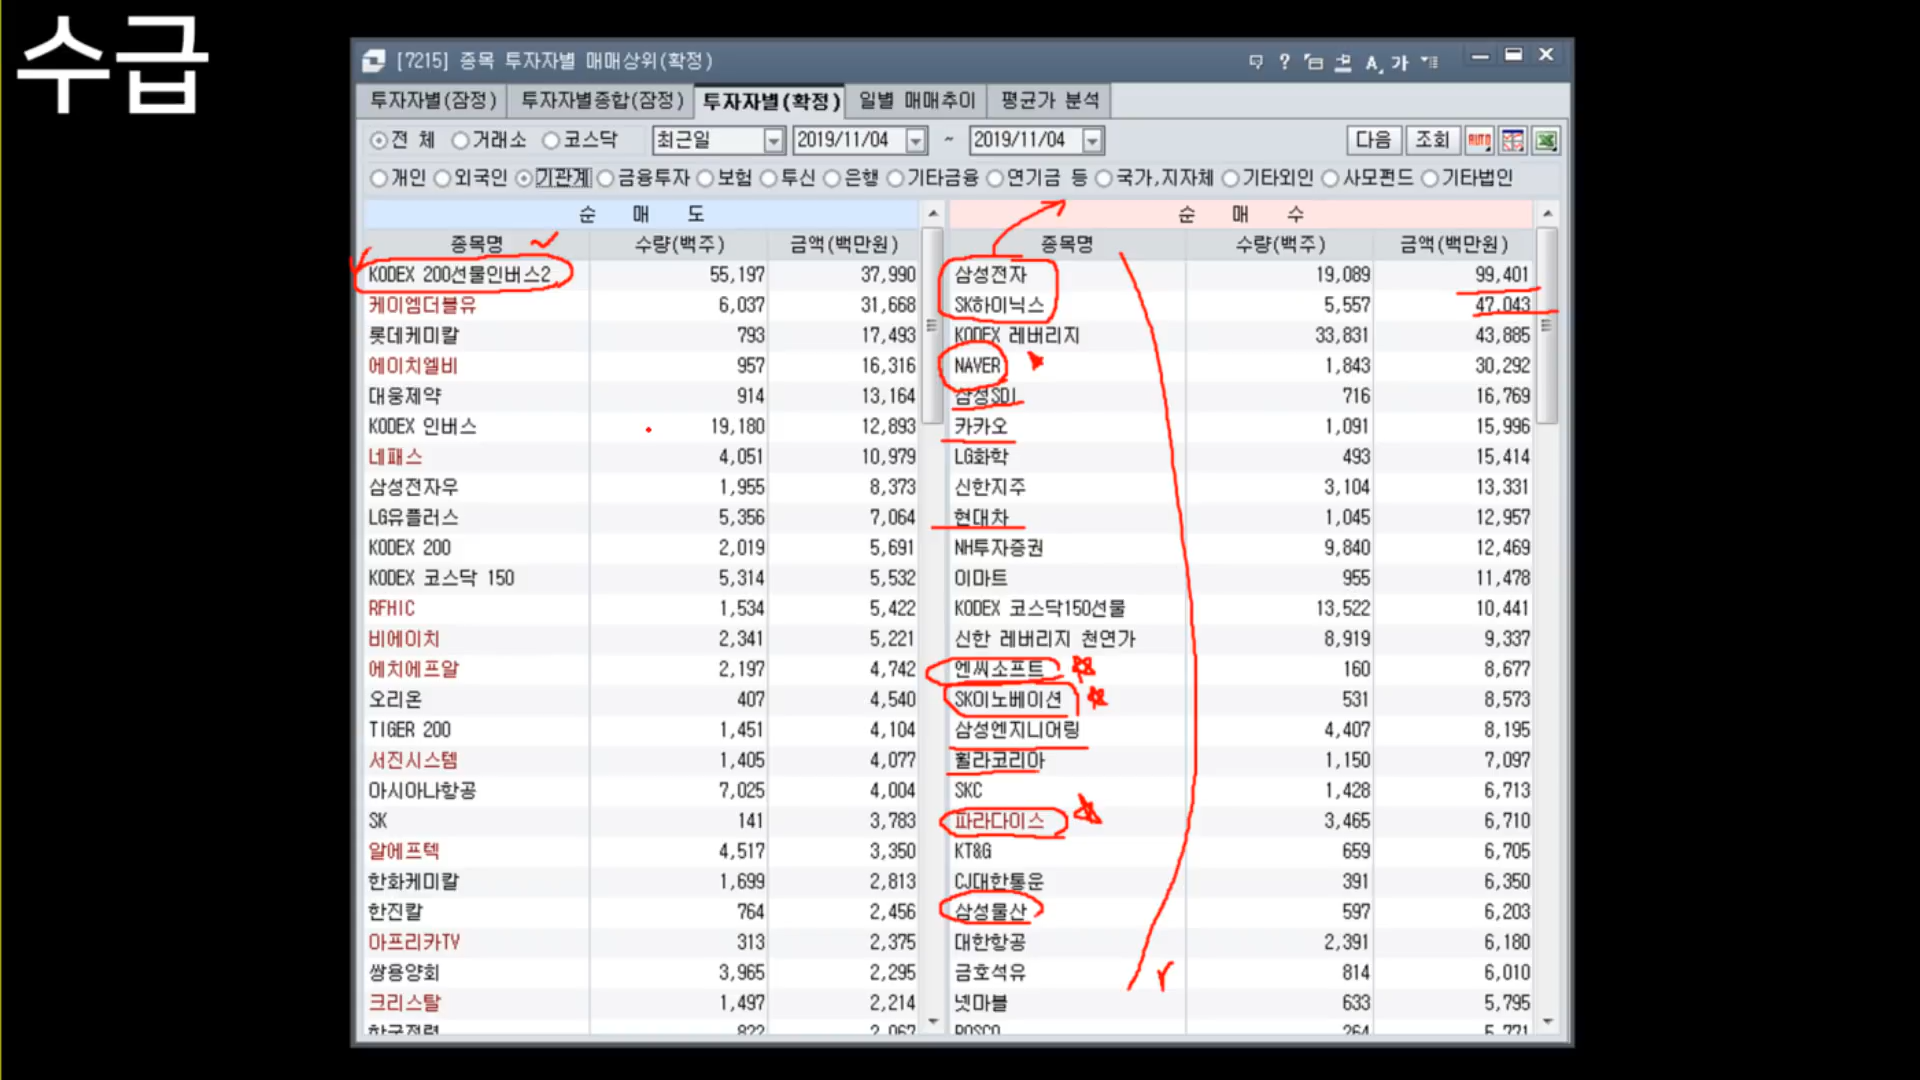 수급
[7215] 종목 투자자별 매매상위(확정)
? A 가
투자자별(잠정) 투자자별종합(잠정) 투자자별(확정) 일별 매매추이 평균가 분석
전 체 거래소 코스닥 최근일 2019/11/04 ~ 2019/11/04 다음 조회 AUTO
개인 외국인 기관계 금융투자 보험 투신 은행 기타금융 연기금 등 국가,지자체 기타외인 사모펀드 기타법인
순 매 도 순 매 수
종목명 수량(백주) 금액(백만원) 종목명 수량(백주) 금액(백만원)
KODEX 200선물인버스2 55,197 37,990 삼성전자 19,089 99,401
케이엠더블유 6,037 31,668 SK하이닉스 5,557 47,043
롯데케미칼 793 17,493 KODEX 레버리지 33,831 43,885
에이치엘비 957 16,316 NAVER 1,843 30,292
대웅제약 914 13,164 삼성SDI 716 16,769
KODEX 인버스 19,180 12,893 카카오 1,091 15,996
네패스 4,051 10,979 LG화학 493 15,414
삼성전자우 1,955 8,373 신한지주 3,104 13,331
LG유플러스 5,356 7,064 현대차 1,045 12,957
KODEX 200 2,019 5,691 NH투자증권 9,840 12,469
KODEX 코스닥 150 5,314 5,532 이마트 955 11,478
RFHIC 1,534 5,422 KODEX 코스닥150선물 13,522 10,441
비에이치 2,341 5,221 신한 레버리지 천연가 8,919 9,337
에치에프알 2,197 4,742 엔씨소프트 160 8,677
오리온 407 4,540 SK이노베이션 531 8,573
TIGER 200 1,451 4,104 삼성엔지니어링 4,407 8,195
서진시스템 1,405 4,077 휠라코리아 1,150 7,097
아시아나항공 7,025 4,004 SKC 1,428 6,713
SK 141 3,783 파라다이스 3,465 6,710
알에프텍 4,517 3,350 KT&G 659 6,705
한화케미칼 1,699 2,813 CJ대한통운 391 6,350
한진칼 764 2,456 삼성물산 597 6,203
아프리카TV 313 2,375 대한항공 2,391 6,180
쌍용양회 3,965 2,295 금호석유 814 6,010
크리스탈 1,497 2,214 넷마블 633 5,795
한국전력 822 2,067 POSCO 264 5,771